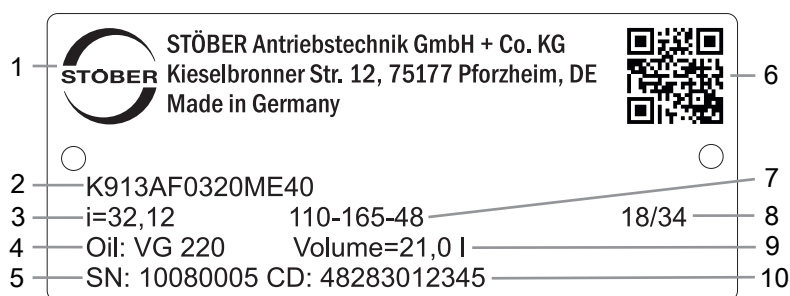 STÖBER Antriebstechnik GmbH + Co. KG
1 STÖBER Kieselbronner Str. 12, 75177 Pforzheim, DE 6
Made in Germany
2 K913AF0320ME40 7
3 i=32,12 110-165-48 18/34 8
4 Oil: VG 220 Volume=21,0 l 9
5 SN: 10080005 CD: 48283012345 10